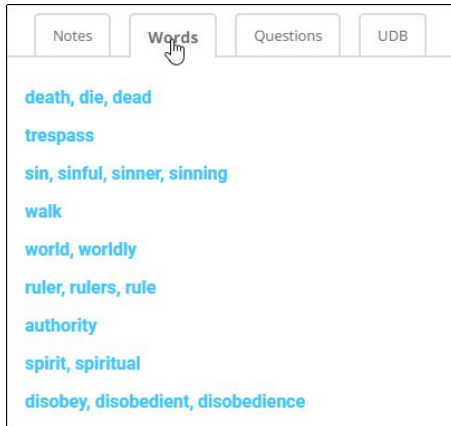 Notes Words Questions UDB
death, die, dead
trespass
sin, sinful, sinner, sinning
walk
world, worldly
ruler, rulers, rule
authority
spirit, spiritual
disobey, disobedient, disobedience